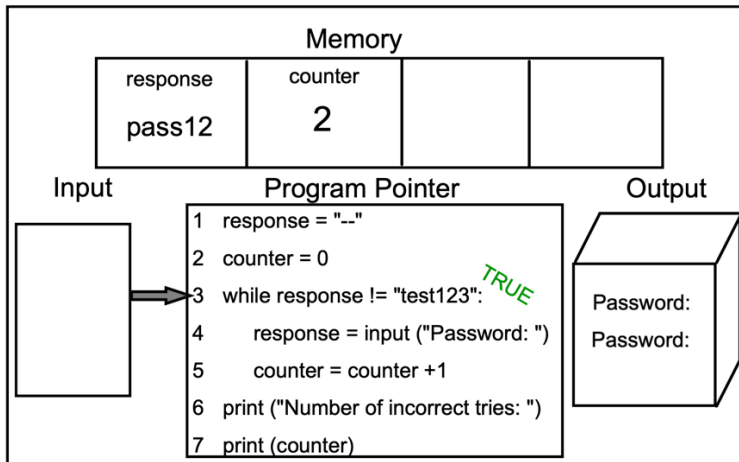 Memory
response
counter
pass12
2
Input
Program Pointer
Output
1 response = "--"
2 counter = 0
3 while response != "test123":
TRUE
4 response = input ("Password: ")
5 counter = counter +1
6 print ("Number of incorrect tries: ")
7 print (counter)
Password:
Password: